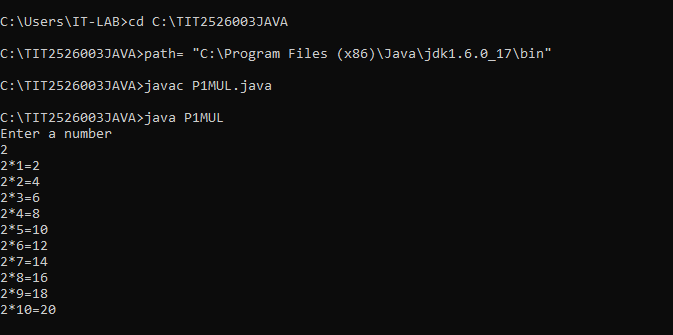 C:\Users\IT-LAB>cd C:\TIT2526003JAVA
C:\TIT2526003JAVA>path= "C:\Program Files (x86)\Java\jdk1.6.0_17\bin"
C:\TIT2526003JAVA>javac P1MUL.java
C:\TIT2526003JAVA>java P1MUL
Enter a number
2
2*1=2
2*2=4
2*3=6
2*4=8
2*5=10
2*6=12
2*7=14
2*8=16
2*9=18
2*10=20